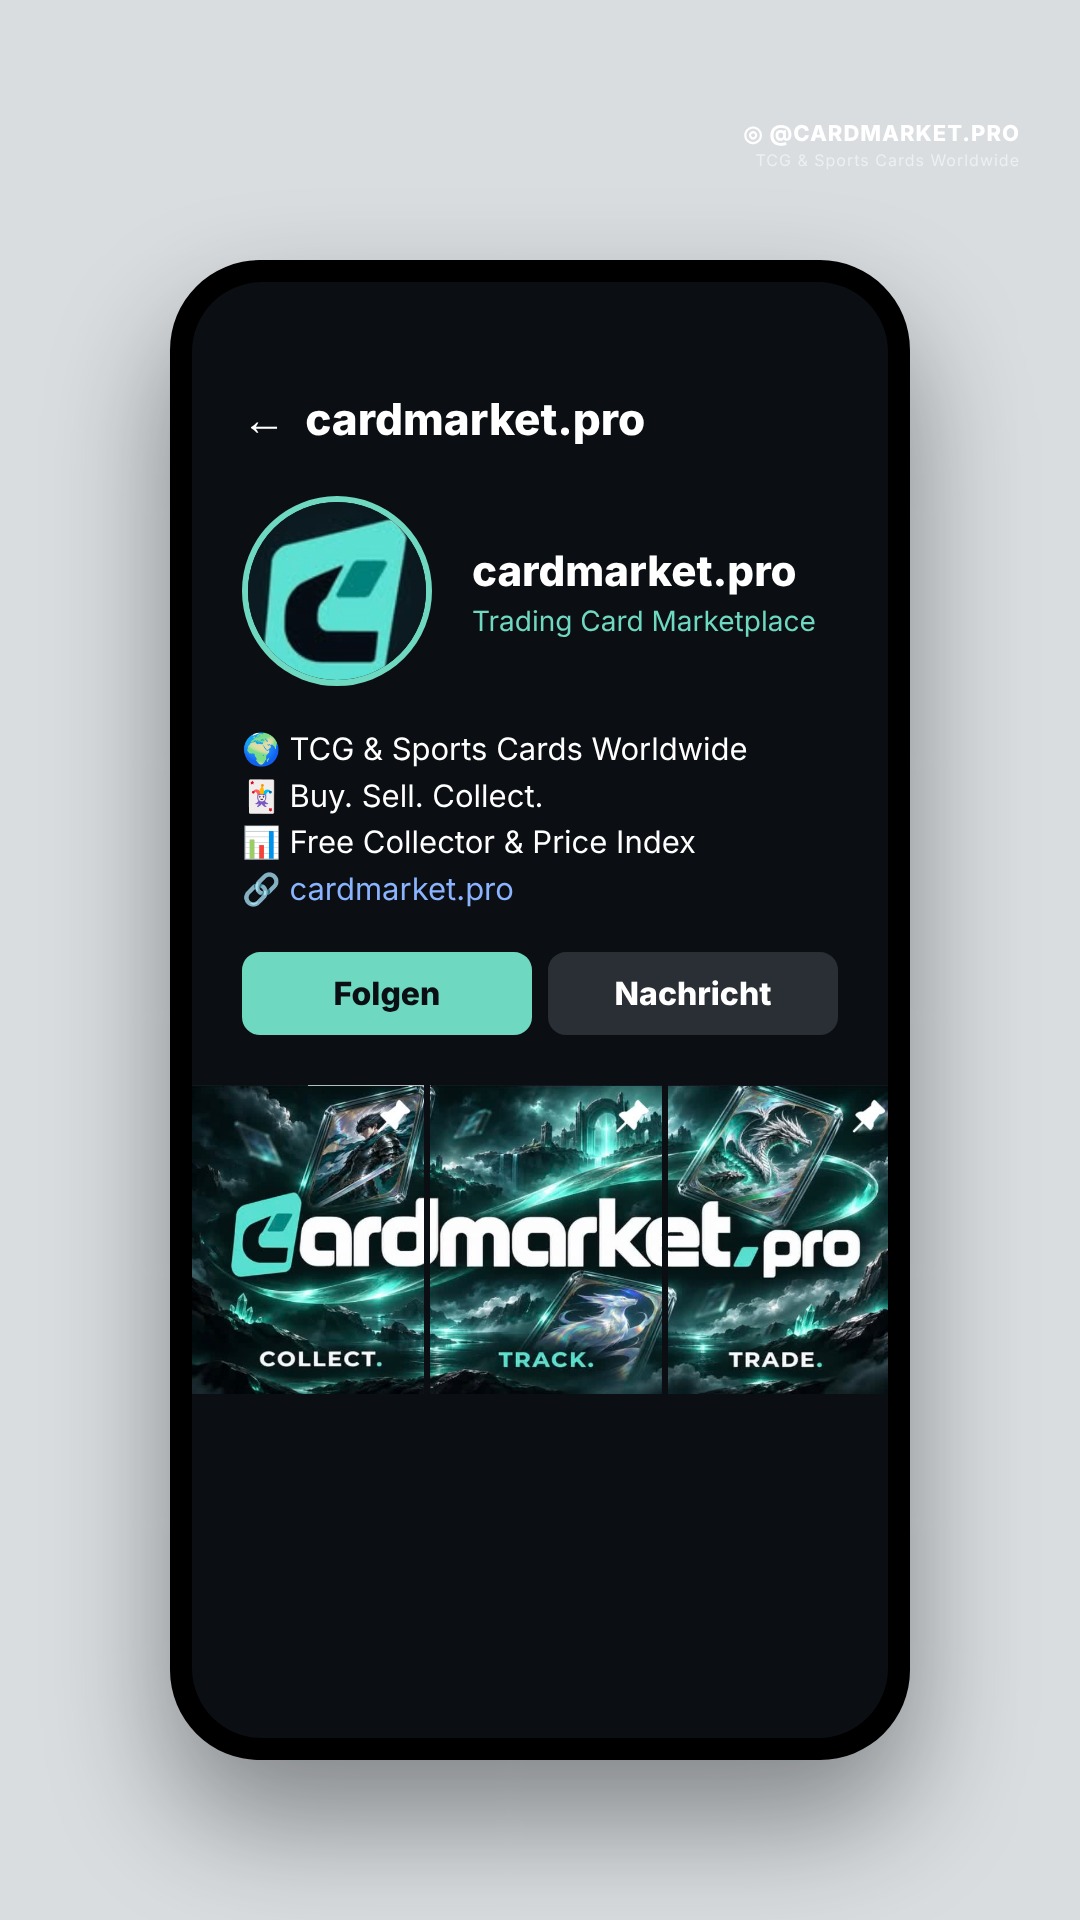 ◎ @CARDMARKET.PRO
TCG & Sports Cards Worldwide
← cardmarket.pro
cardmarket.pro
Trading Card Marketplace
🌍 TCG & Sports Cards Worldwide
🃏 Buy. Sell. Collect.
📊 Free Collector & Price Index
🔗 cardmarket.pro
Folgen
Nachricht
Cardmarket.pro
COLLECT.
TRACK.
TRADE.